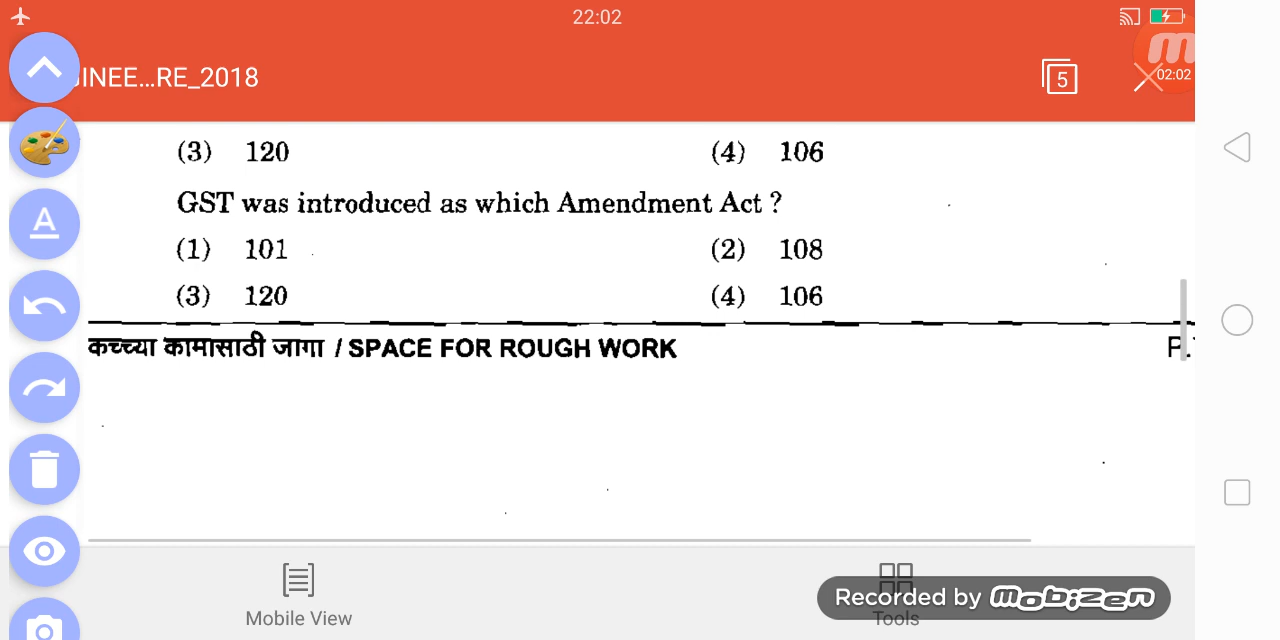 22:02
INEE...RE_2018
5
02:02
(3) 120 (4) 106
GST was introduced as which Amendment Act ?
(1) 101 (2) 108
(3) 120 (4) 106
कच्च्या कामासाठी जागा / SPACE FOR ROUGH WORK
P.
Mobile View
Tools
Recorded by mobizen